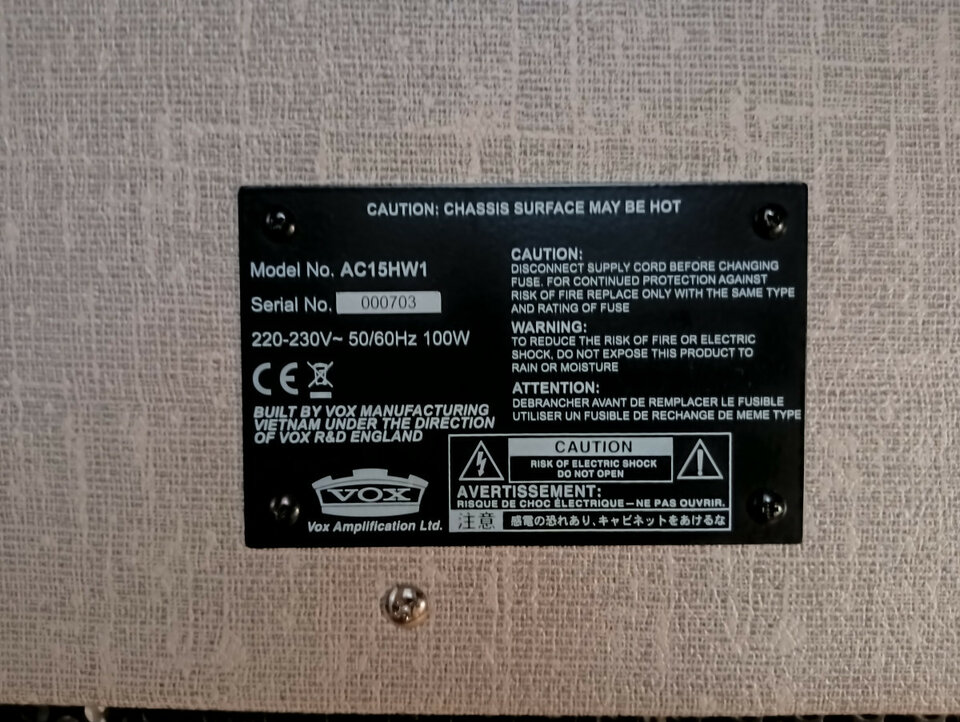 CAUTION: CHASSIS SURFACE MAY BE HOT
Model No. AC15HW1
Serial No. 000703
220-230V~ 50/60Hz 100W
CE
BUILT BY VOX MANUFACTURING
VIETNAM UNDER THE DIRECTION
OF VOX R&D ENGLAND
VOX
Vox Amplification Ltd.
CAUTION:
DISCONNECT SUPPLY CORD BEFORE CHANGING
FUSE. FOR CONTINUED PROTECTION AGAINST
RISK OF FIRE REPLACE ONLY WITH THE SAME TYPE
AND RATING OF FUSE
WARNING:
TO REDUCE THE RISK OF FIRE OR ELECTRIC
SHOCK, DO NOT EXPOSE THIS PRODUCT TO
RAIN OR MOISTURE
ATTENTION:
DEBRANCHER AVANT DE REMPLACER LE FUSIBLE
UTILISER UN FUSIBLE DE RECHANGE DE MEME TYPE
CAUTION
RISK OF ELECTRIC SHOCK
DO NOT OPEN
AVERTISSEMENT:
RISQUE DE CHOC ÉLECTRIQUE–NE PAS OUVRIR.
注意 感電の恐れあり、キャビネットをあけるな